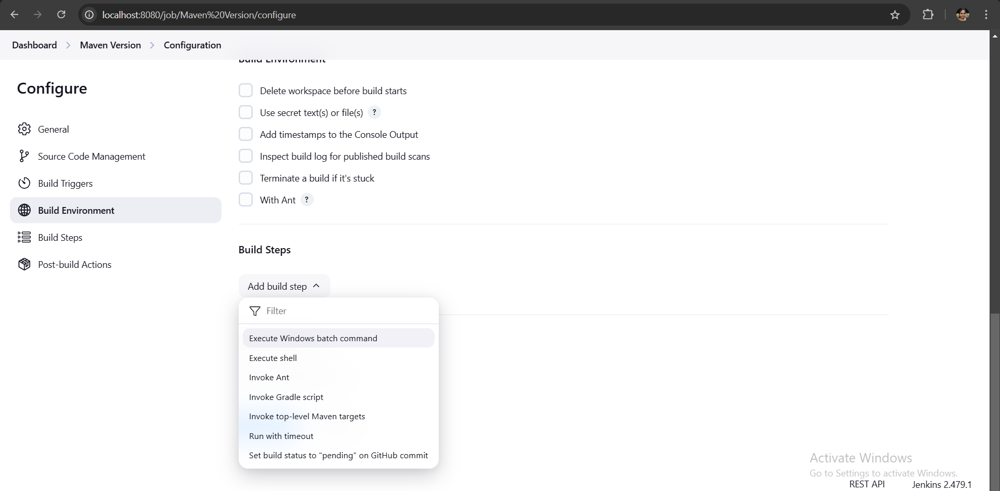 localhost:8080/job/Maven%20Version/configure
Dashboard Maven Version Configuration
Configure
General
Source Code Management
Build Triggers
Build Environment
Build Steps
Post-build Actions
Build Environment
Delete workspace before build starts
Use secret text(s) or file(s) ?
Add timestamps to the Console Output
Inspect build log for published build scans
Terminate a build if it's stuck
With Ant ?
Build Steps
Add build step
Filter
Execute Windows batch command
Execute shell
Invoke Ant
Invoke Gradle script
Invoke top-level Maven targets
Run with timeout
Set build status to "pending" on GitHub commit
Activate Windows
Go to Settings to activate Windows.
REST API Jenkins 2.479.1